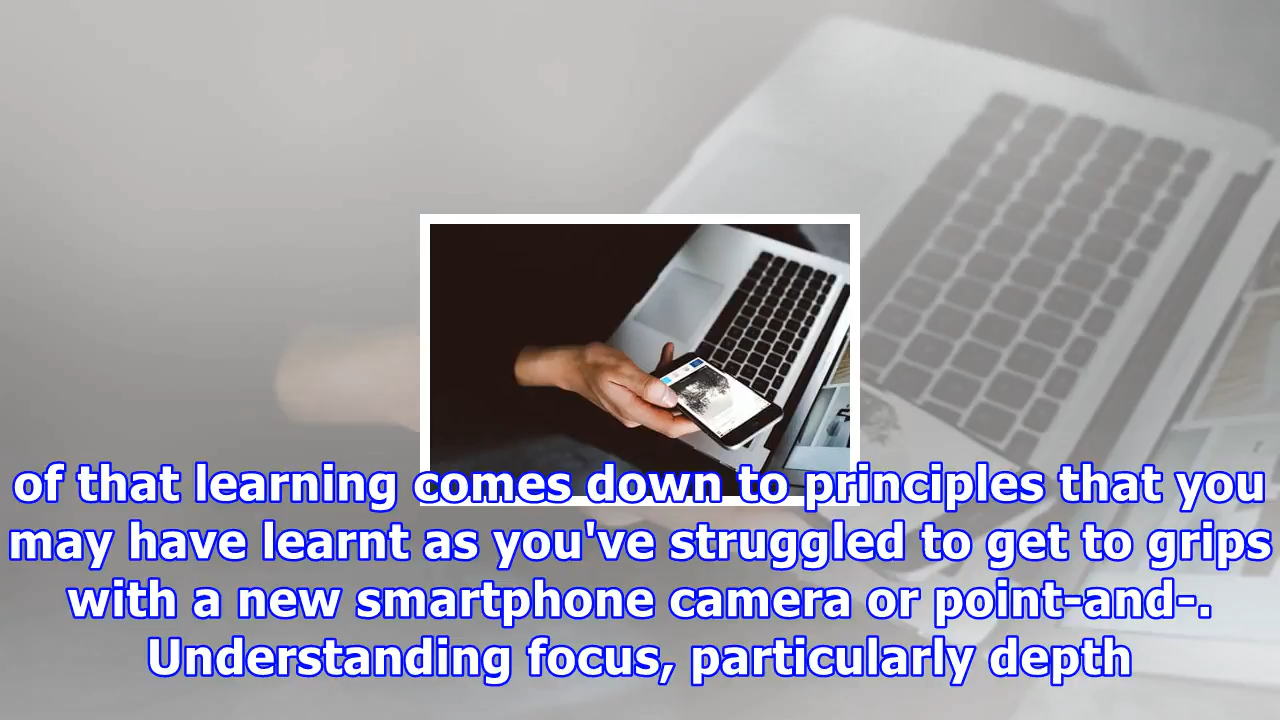 of that learning comes down to principles that you
may have learnt as you've struggled to get to grips
with a new smartphone camera or point-and-.
Understanding focus, particularly depth